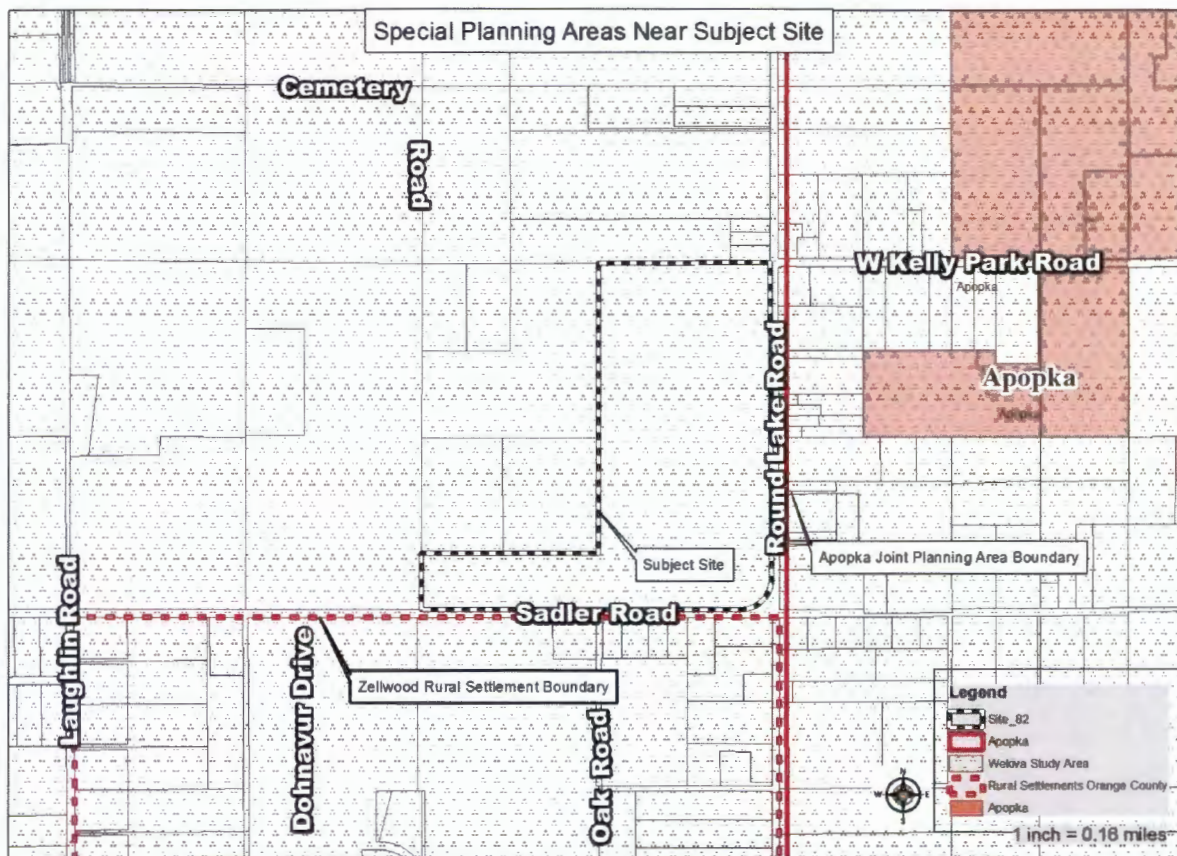 Special Planning Areas Near Subject Site
Cemetery
Road
W Kelly Park Road
Apopka
Apopka
Apopka
Round Lake Road
Subject Site
Apopka Joint Planning Area Boundary
Sadler Road
Laughlin Road
Dohnavur Drive
Zellwood Rural Settlement Boundary
Oak Road
Legend
Site_82
Apopka
Wekiva Study Area
Rural Settlements Orange County
Apopka
N
W
E
S
1 inch = 0.16 miles